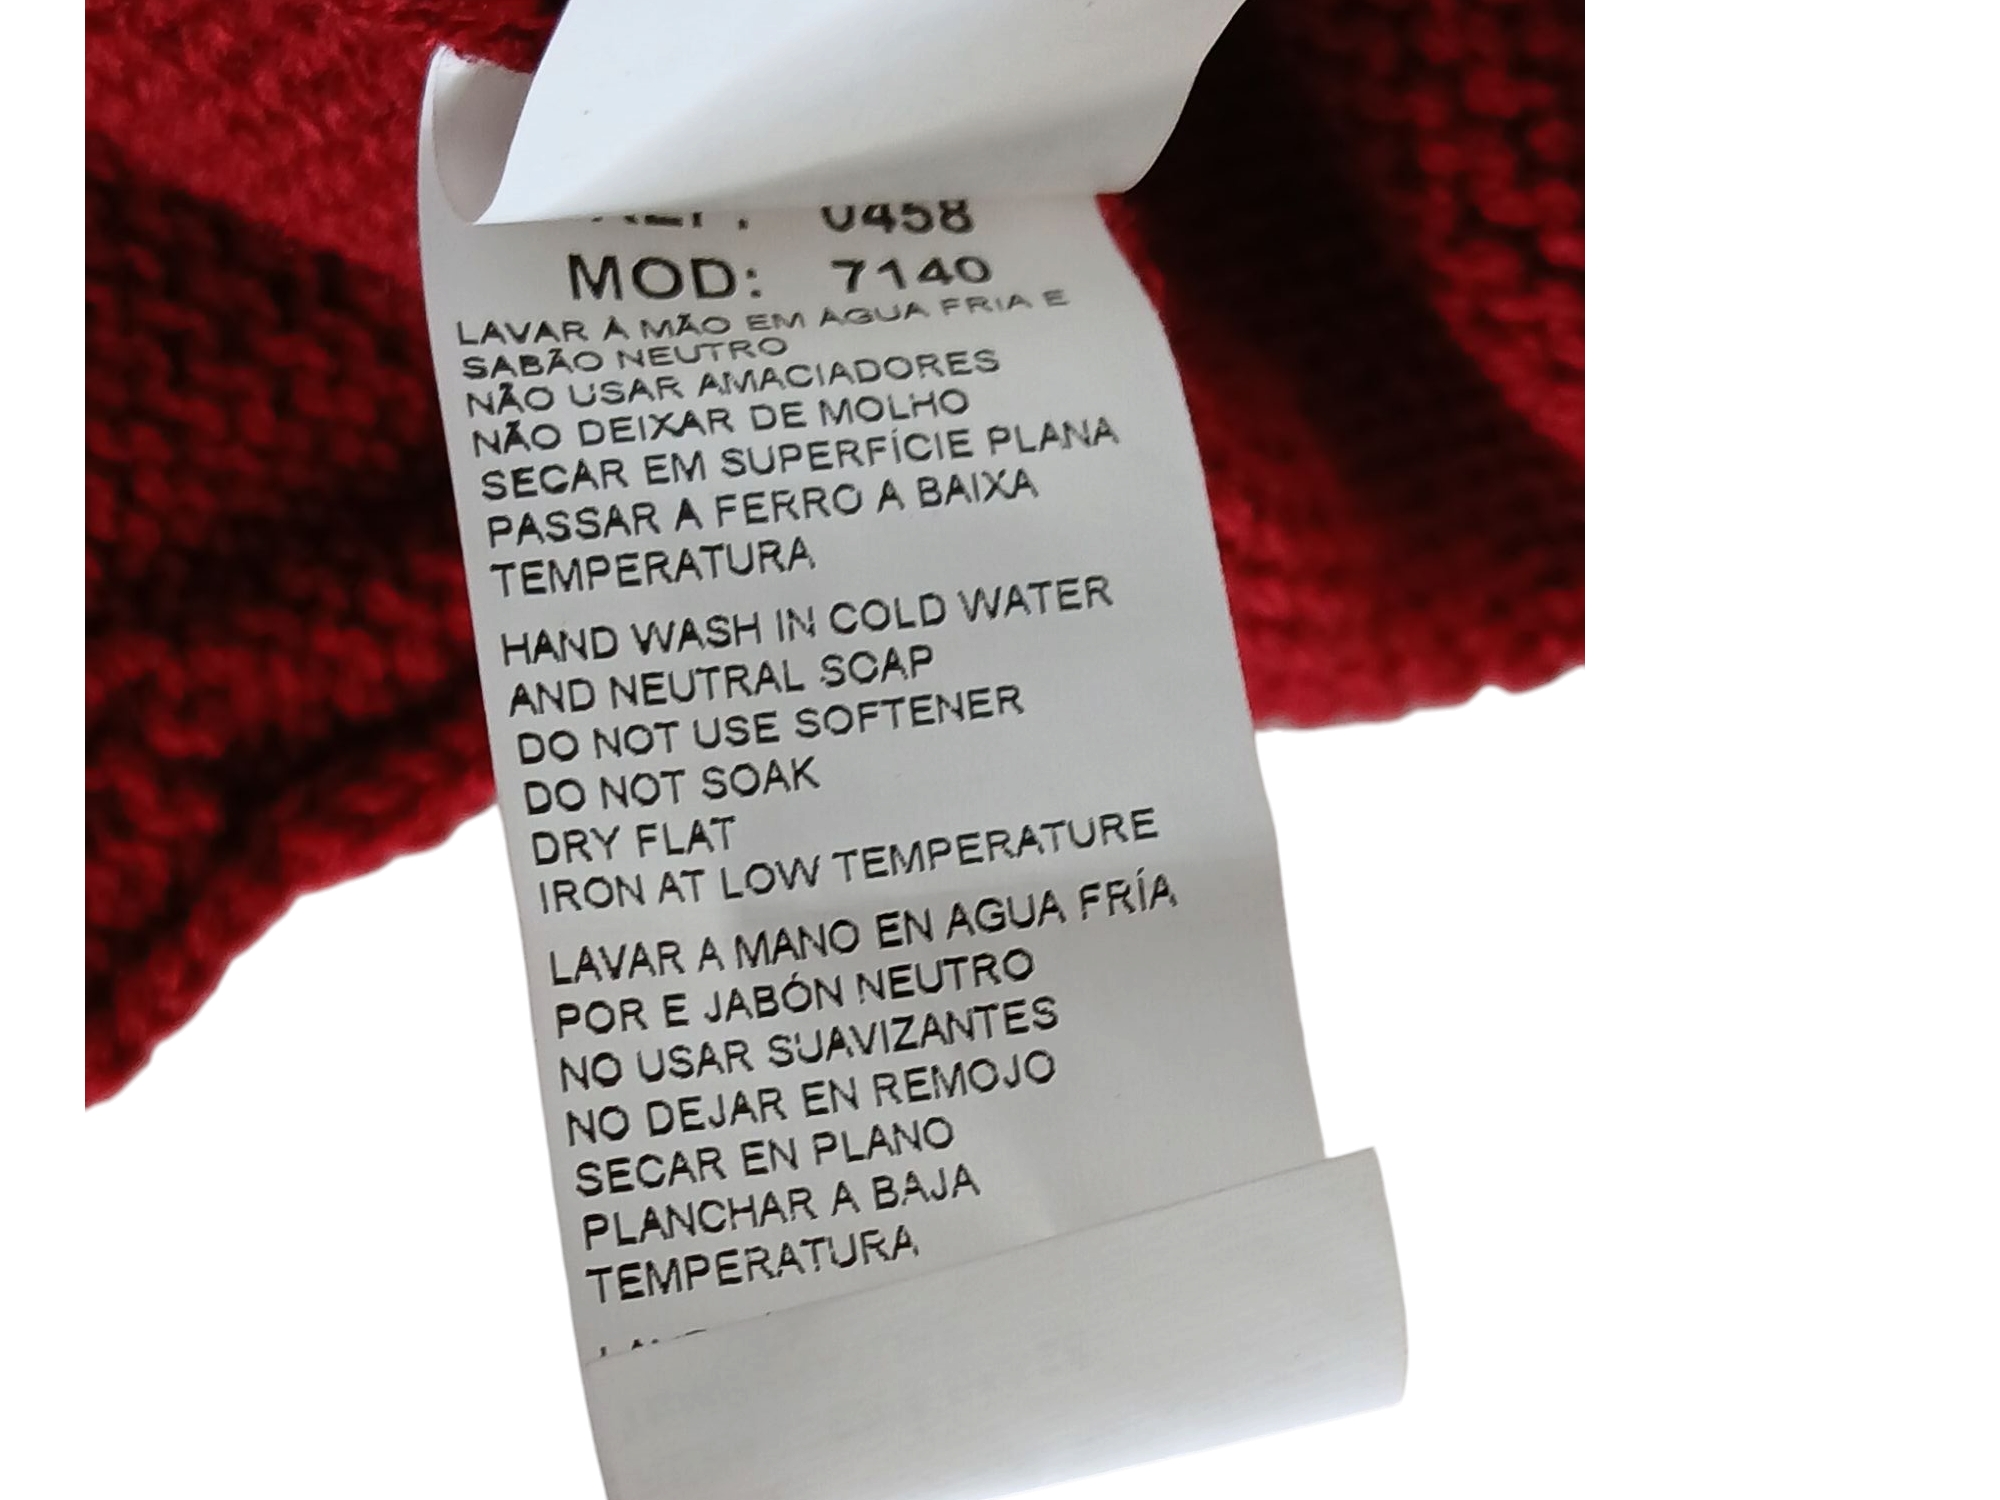 0458
MOD: 7140
LAVAR À MÃO EM ÁGUA FRIA E
SABÃO NEUTRO
NÃO USAR AMACIADORES
NÃO DEIXAR DE MOLHO
SECAR EM SUPERFÍCIE PLANA
PASSAR A FERRO A BAIXA
TEMPERATURA
HAND WASH IN COLD WATER
AND NEUTRAL SOAP
DO NOT USE SOFTENER
DO NOT SOAK
DRY FLAT
IRON AT LOW TEMPERATURE
LAVAR A MANO EN AGUA FRÍA
POR E JABÓN NEUTRO
NO USAR SUAVIZANTES
NO DEJAR EN REMOJO
SECAR EN PLANO
PLANCHAR A BAJA
TEMPERATURA